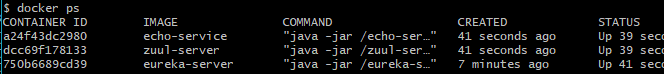 $ docker ps
CONTAINER ID IMAGE COMMAND CREATED STATUS
a24f43dc2980 echo-service "java -jar /echo-ser…" 41 seconds ago Up 39 seco
dcc69f178133 zuul-server "java -jar /zuul-ser…" 41 seconds ago Up 39 seco
750b6689cd39 eureka-server "java -jar /eureka-s…" 7 minutes ago Up 41 seco